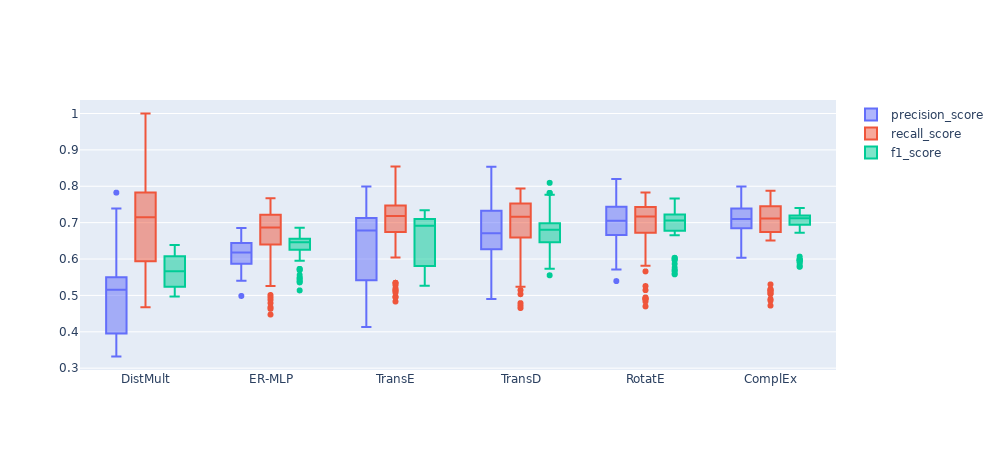 1
0.9
0.8
0.7
0.6
0.5
0.4
0.3
DistMult ER-MLP TransE TransD RotatE ComplEx
precision_score
recall_score
f1_score